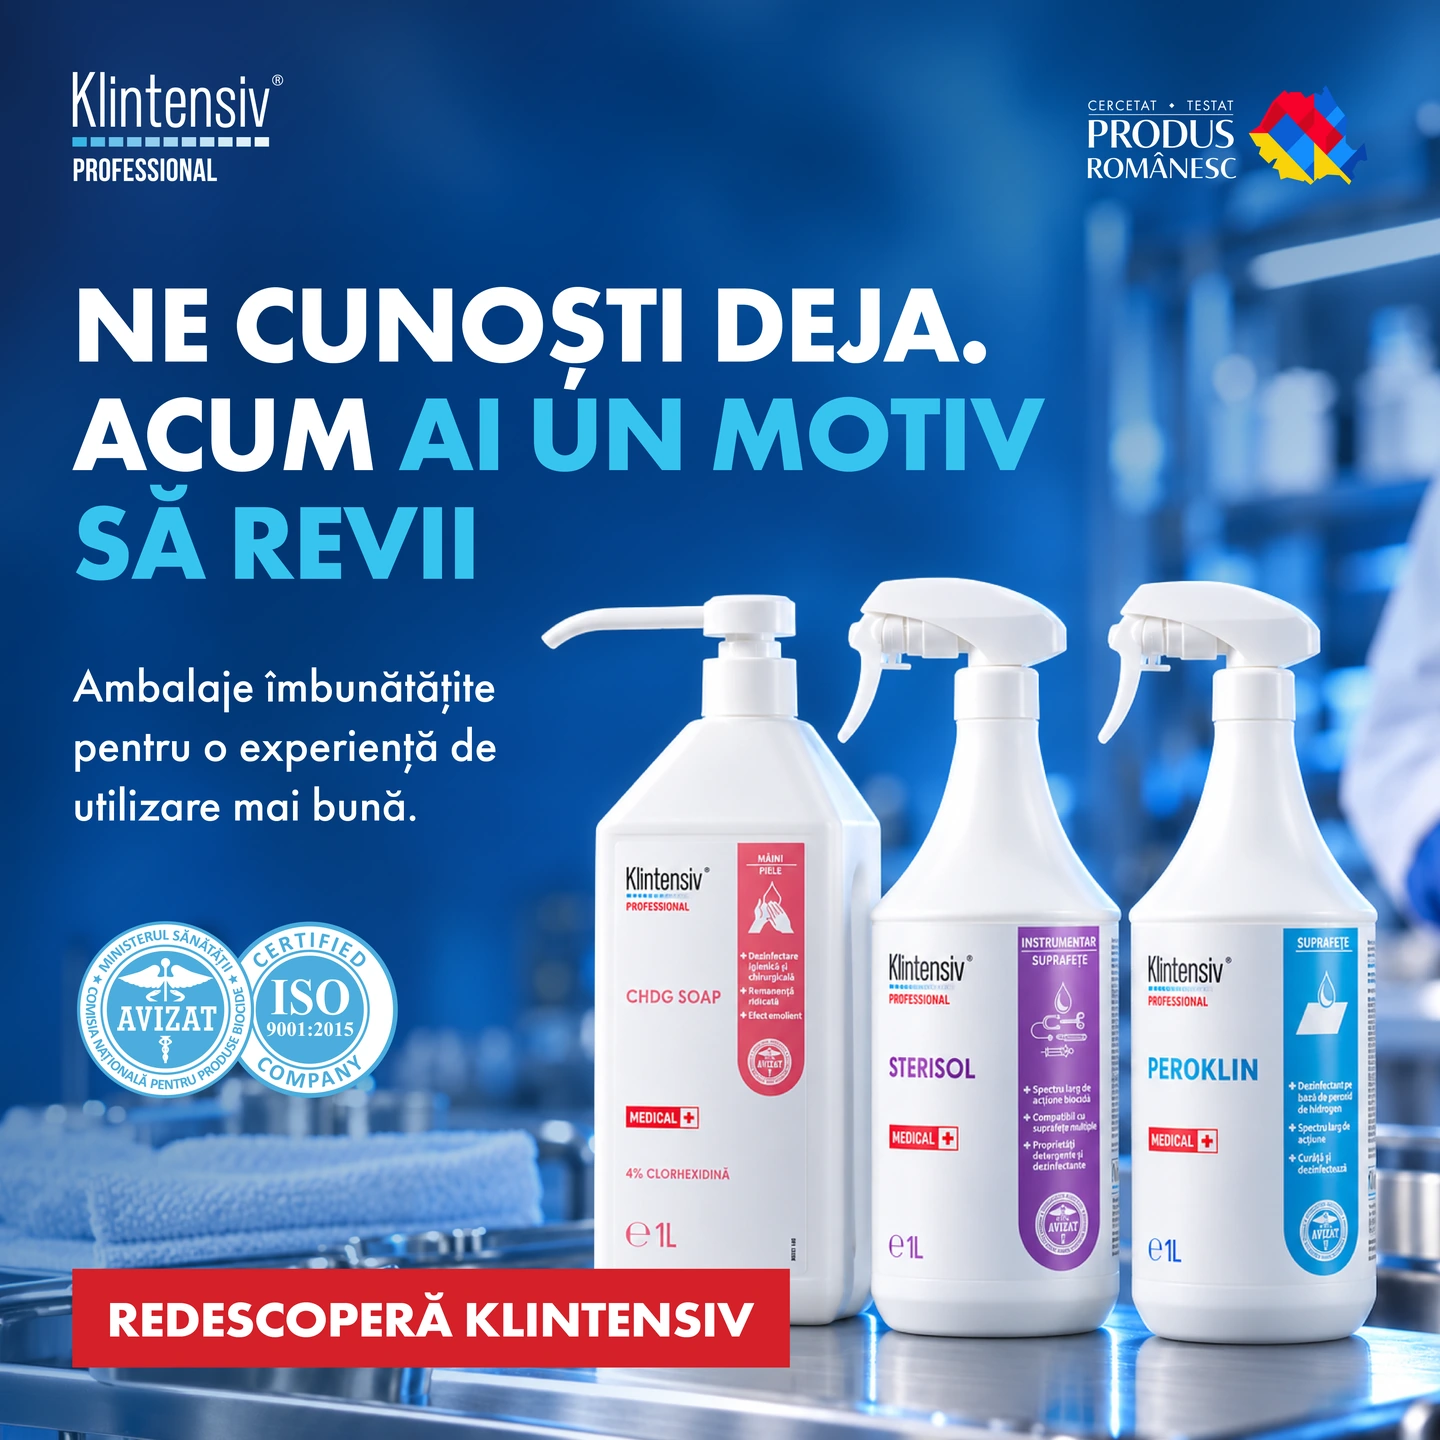 Klintensiv®
PROFESSIONAL
CERCETAT • TESTAT
PRODUS
ROMÂNESC
NE CUNOȘTI DEJA.
ACUM AI UN MOTIV
SĂ REVII
Ambalaje îmbunătățite
pentru o experiență de
utilizare mai bună.
MINISTERUL SĂNĂTĂȚII
AVIZAT
COMISIA NAȚIONALĂ PENTRU PRODUSE BIOCIDE
CERTIFIED
ISO
9001:2015
COMPANY
Klintensiv®
PROFESSIONAL
MÂINI
PIELE
CHDG SOAP
+ Dezinfectare
igienică și
chirurgicală
+ Remanență
ridicată
+ Efect emolient
AVIZAT
MEDICAL +
4% CLORHEXIDINĂ
℮ 1L
Klintensiv®
PROFESSIONAL
INSTRUMENTAR
SUPRAFEȚE
STERISOL
+ Spectru larg de
acțiune biocidă
+ Compatibil cu
suprafețe multiple
+ Proprietăți
detergente și
dezinfectante
MEDICAL +
AVIZAT
℮ 1L
Klintensiv®
PROFESSIONAL
SUPRAFEȚE
PEROKLIN
+ Dezinfectant pe
bază de peroxid
de hidrogen
+ Spectru larg de
acțiune
+ Curăță și
dezinfectează
MEDICAL +
AVIZAT
℮ 1L
REDESCOPERĂ KLINTENSIV